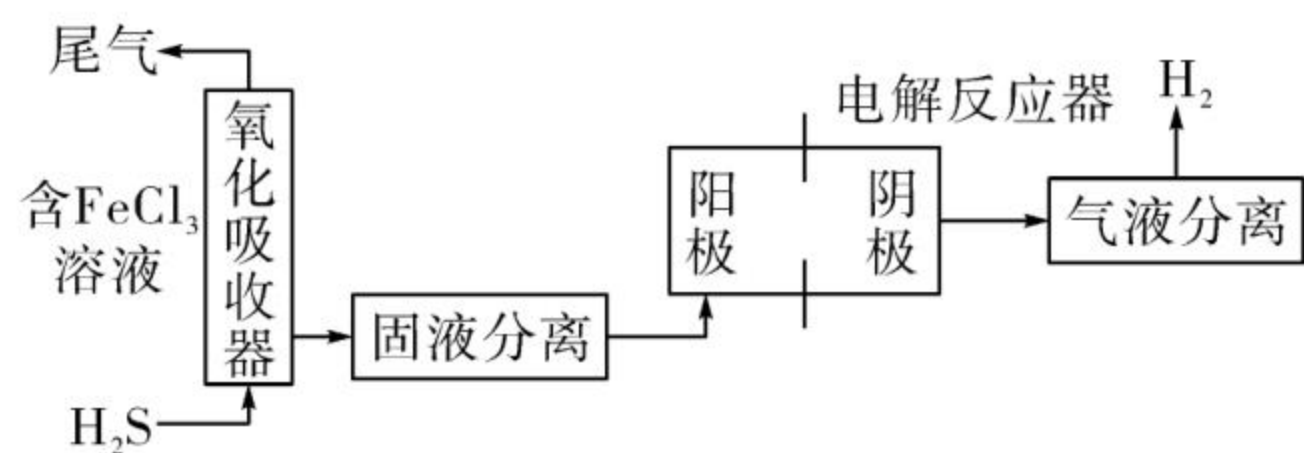 尾气
氧化吸收器
含FeCl₃
溶液
H₂S
固液分离
电解反应器
阳极
阴极
H₂
气液分离